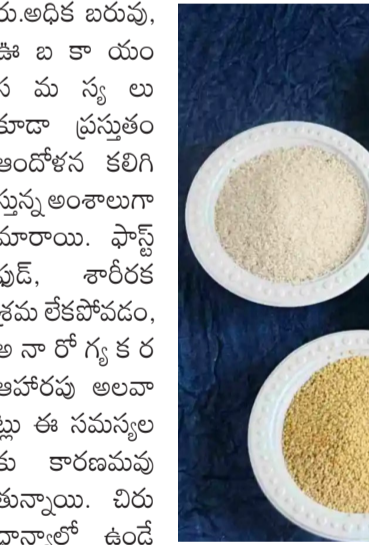 రు.అధిక బరువు,
ఊ బ కా యం
స మ స్య లు
కూడా ప్రస్తుతం
ఆందోళన కలిగి
స్తున్న అంశాలుగా
మారాయి. ఫాస్ట్
ఫుడ్, శారీరక
శ్రమ లేకపోవడం,
అ నా రో గ్య క ర
ఆహారపు అలవా
ట్లు ఈ సమస్యల
కు కారణమవు
తున్నాయి. చిరు
ధాన్యాల్లో ఉండే